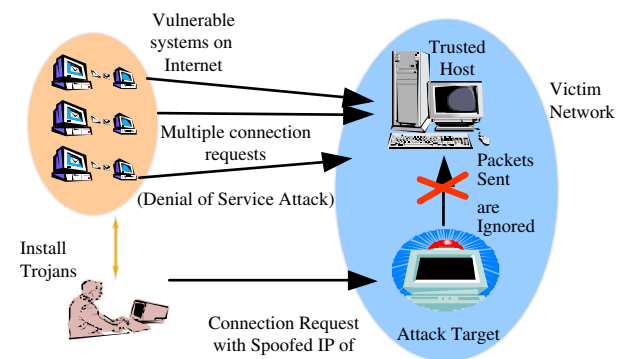 Vulnerable
systems on
Internet
Trusted
Host
Victim
Network
Multiple connection
requests
Packets
Sent
(Denial of Service Attack)
are
Ignored
Install
Trojans
Connection Request
with Spoofed IP of
Attack Target